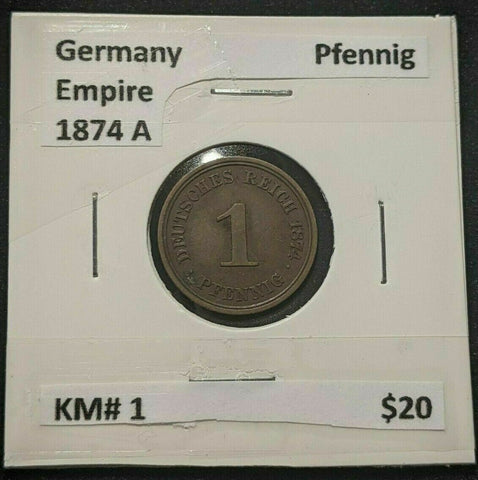 Germany Pfennig
Empire
1874 A
DEUTSCHES REICH 1874
1
PFENNIG
KM# 1 $20